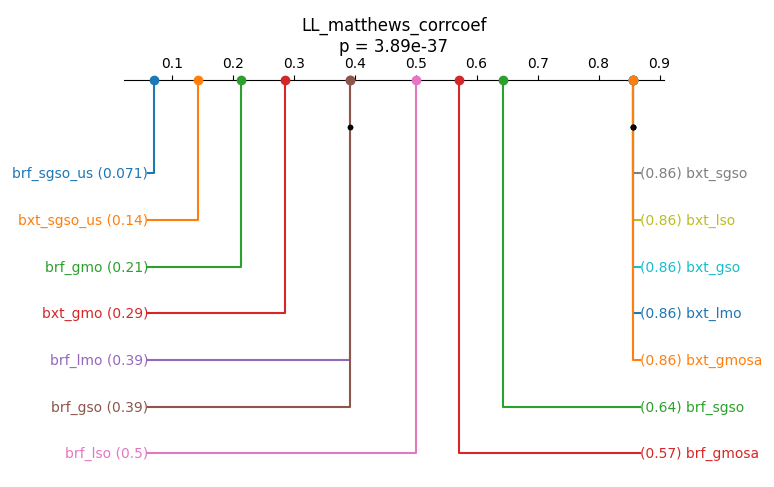 LL_matthews_corrcoef
p = 3.89e-37
0.1 0.2 0.3 0.4 0.5 0.6 0.7 0.8 0.9
brf_sgso_us (0.071) (0.86) bxt_sgso
bxt_sgso_us (0.14) (0.86) bxt_lso
brf_gmo (0.21) (0.86) bxt_gso
bxt_gmo (0.29) (0.86) bxt_lmo
brf_lmo (0.39) (0.86) bxt_gmosa
brf_gso (0.39) (0.64) brf_sgso
brf_lso (0.5) (0.57) brf_gmosa